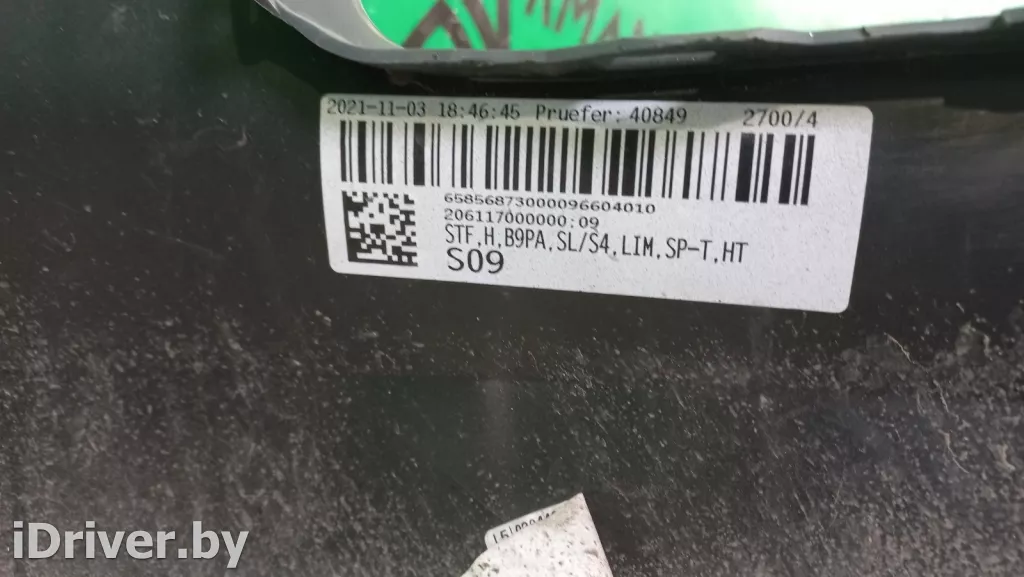 2021-11-03 18:46:45 Pruefer: 40849 2700/4
65856873000096604010
206117000000:09
STF,H,B9PA,SL/S4,LIM,SP-T,HT
S09
iDriver.by